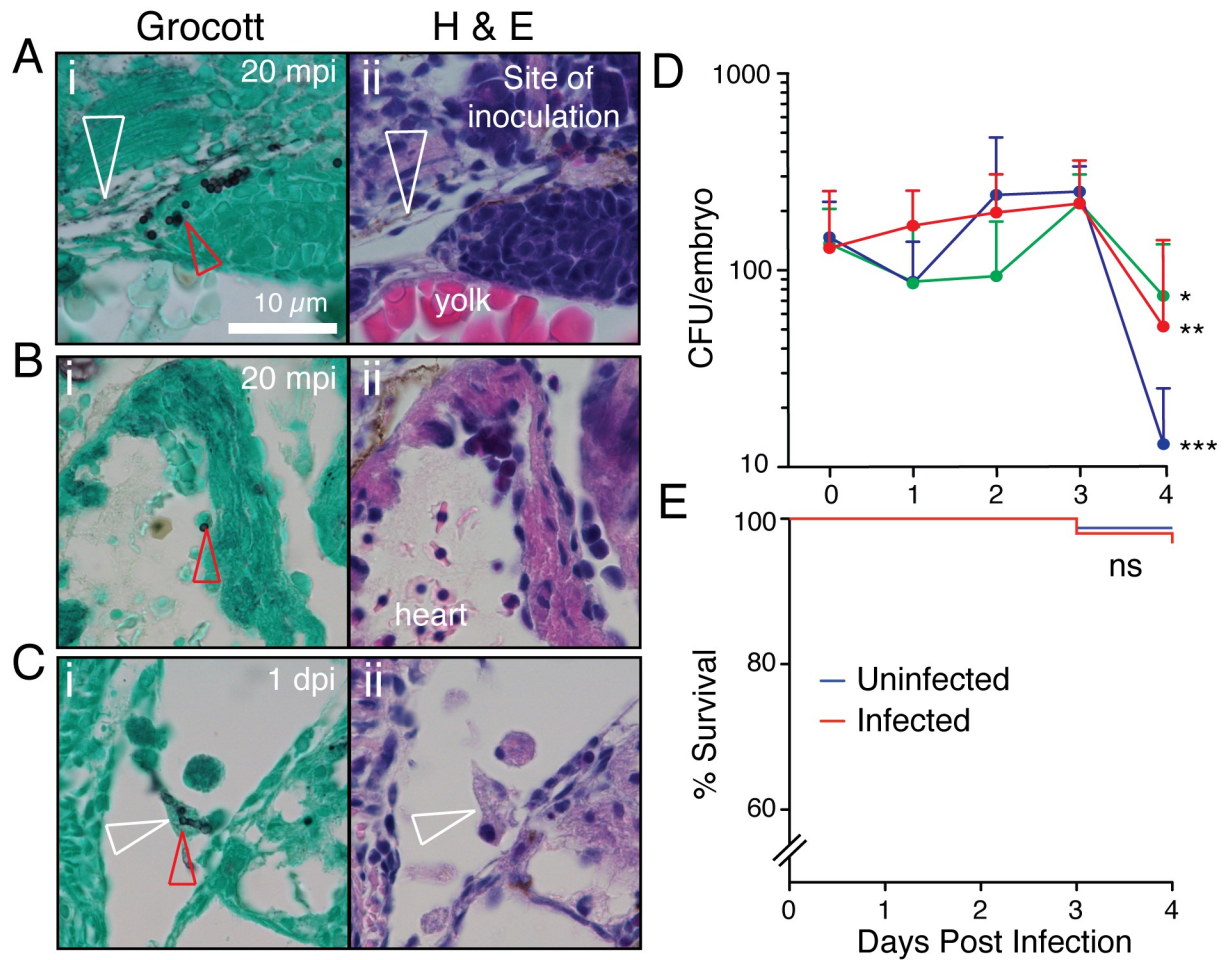 Grocott
H & E
A
i
20 mpi
10 µm
ii
Site of
inoculation
yolk
B
i
20 mpi
ii
heart
C
i
1 dpi
ii
D
1000
100
10
CFU/embryo
0 1 2 3 4
*
**
***
E
100
80
60
% Survival
ns
Uninfected
Infected
0 1 2 3 4
Days Post Infection